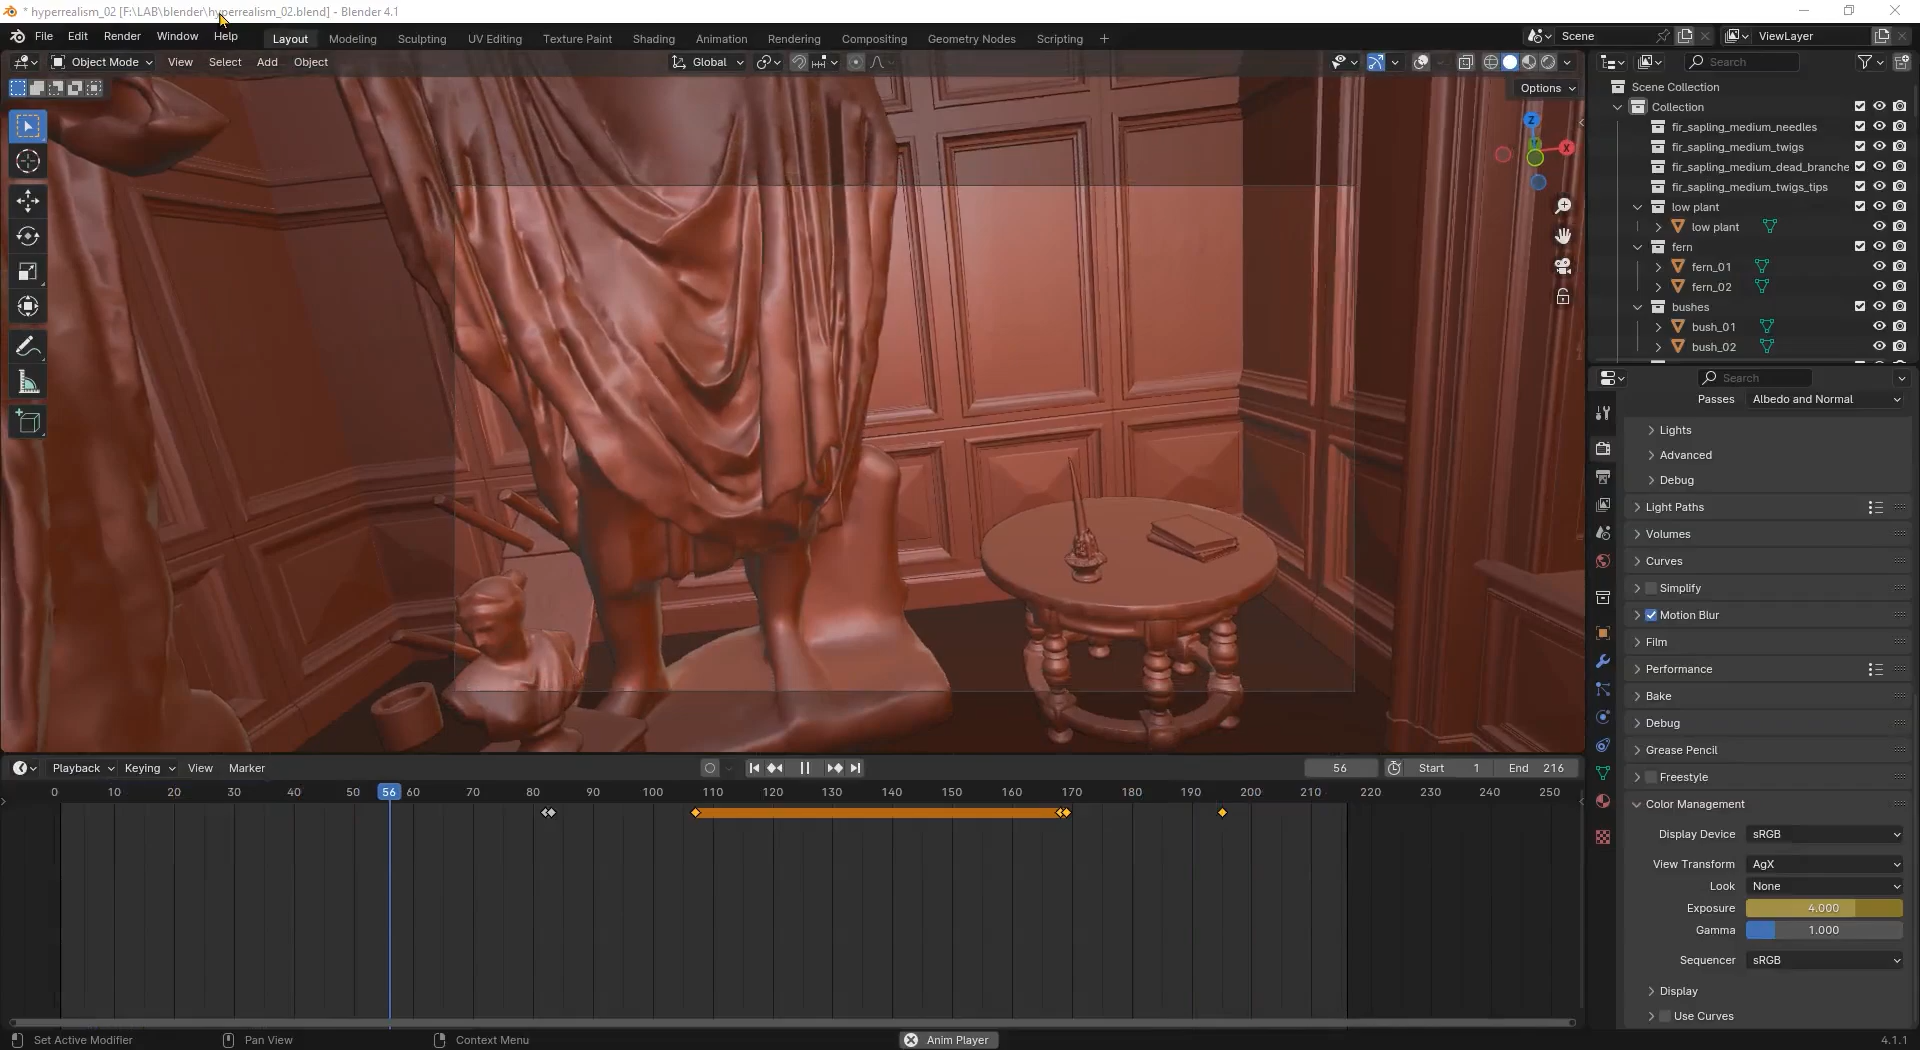 * hyperrealism_02 [F:\LAB\blender\hyperrealism_02.blend] - Blender 4.1
File Edit Render Window Help Layout Modeling Sculpting UV Editing Texture Paint Shading Animation Rendering Compositing Geometry Nodes Scripting + Scene ViewLayer
Object Mode View Select Add Object Global Search
Options
Z
X
Scene Collection
Collection
fir_sapling_medium_needles
fir_sapling_medium_twigs
fir_sapling_medium_dead_branche
fir_sapling_medium_twigs_tips
low plant
low plant
fern
fern_01
fern_02
bushes
bush_01
bush_02
Search
Passes Albedo and Normal
Lights
Advanced
Debug
Light Paths
Volumes
Curves
Simplify
Motion Blur
Film
Performance
Bake
Debug
Grease Pencil
Freestyle
Color Management
Display Device sRGB
View Transform AgX
Look None
Exposure 4.000
Gamma 1.000
Sequencer sRGB
Display
Use Curves
Playback Keying View Marker 56 Start 1 End 216
0 10 20 30 40 50 56 60 70 80 90 100 110 120 130 140 150 160 170 180 190 200 210 220 230 240 250
Set Active Modifier Pan View Context Menu Anim Player 4.1.1